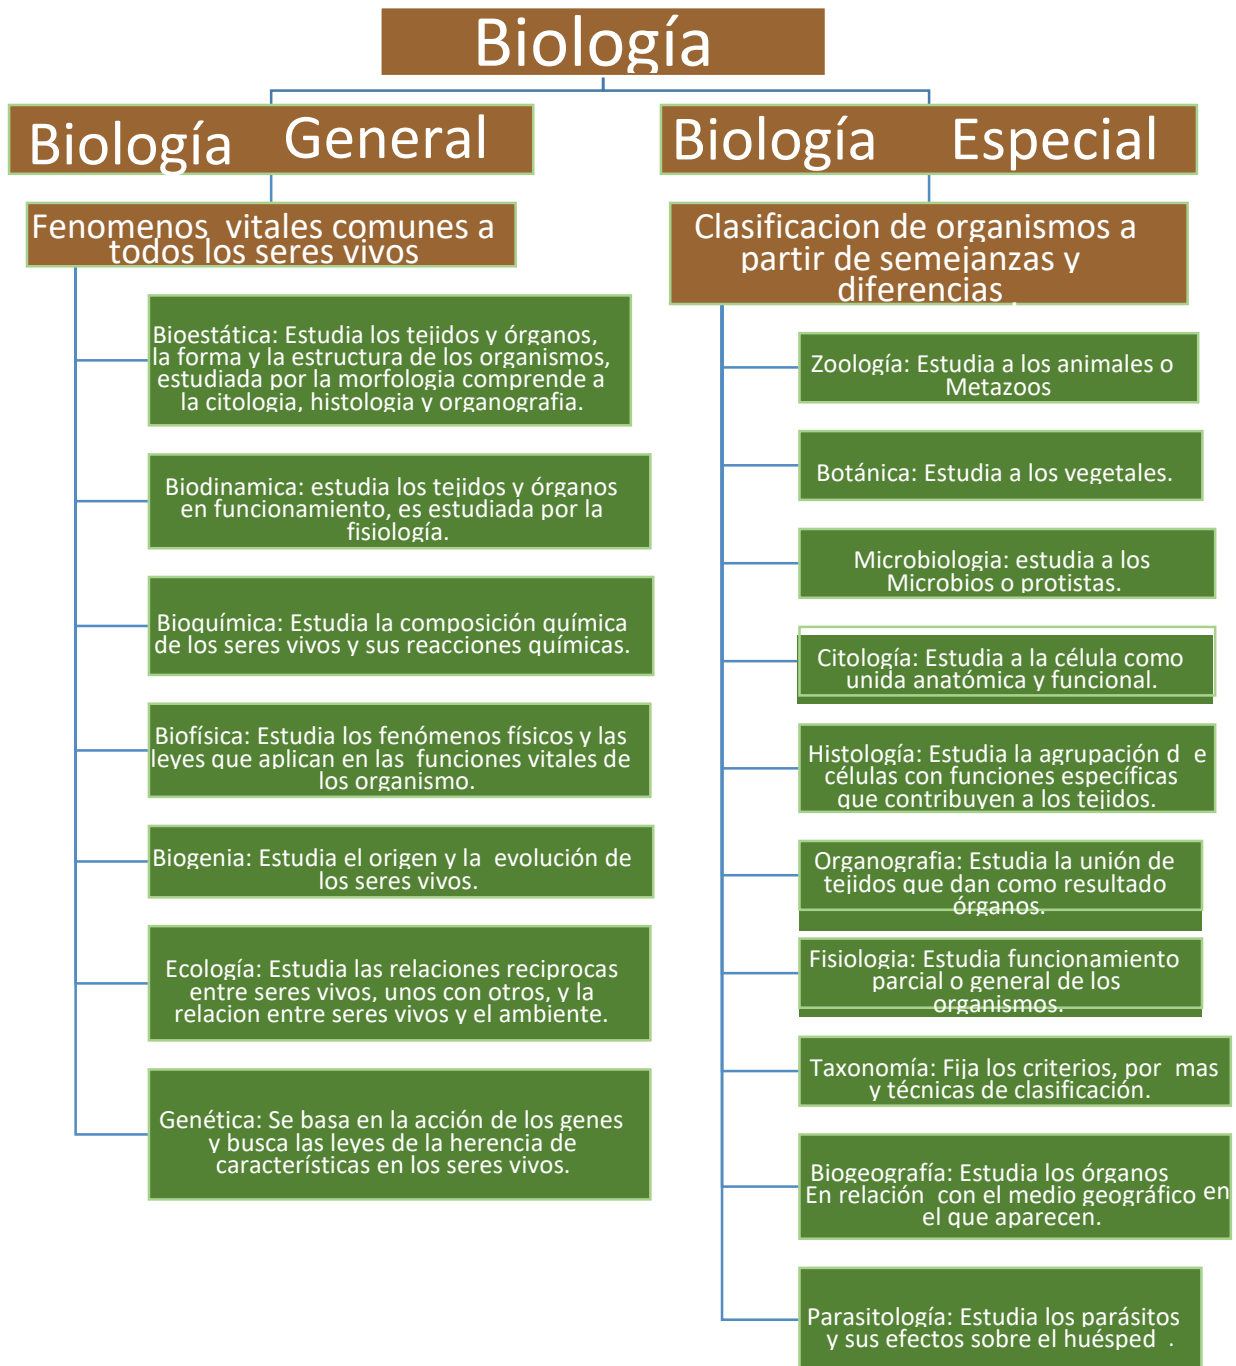 Biología
Biología General
Fenomenos vitales comunes a
todos los seres vivos
Bioestática: Estudia los tejidos y órganos,
la forma y la estructura de los organismos,
estudiada por la morfologia comprende a
la citologia, histologia y organografia.
Biodinamica: estudia los tejidos y órganos
en funcionamiento, es estudiada por la
fisiología.
Bioquímica: Estudia la composición química
de los seres vivos y sus reacciones químicas.
Biofísica: Estudia los fenómenos físicos y las
leyes que aplican en las funciones vitales de
los organismo.
Biogenia: Estudia el origen y la evolución de
los seres vivos.
Ecología: Estudia las relaciones reciprocas
entre seres vivos, unos con otros, y la
relacion entre seres vivos y el ambiente.
Genética: Se basa en la acción de los genes
y busca las leyes de la herencia de
características en los seres vivos.
Biología Especial
Clasificacion de organismos a
partir de semejanzas y
diferencias .
Zoología: Estudia a los animales o
Metazoos
Botánica: Estudia a los vegetales.
Microbiologia: estudia a los
Microbios o protistas.
Citología: Estudia a la célula como
unida anatómica y funcional.
Histología: Estudia la agrupación d e
células con funciones específicas
que contribuyen a los tejidos.
Organografia: Estudia la unión de
tejidos que dan como resultado
órganos.
Fisiologia: Estudia funcionamiento
parcial o general de los
organismos.
Taxonomía: Fija los criterios, por mas
y técnicas de clasificación.
Biogeografía: Estudia los órganos
En relación con el medio geográfico en
el que aparecen.
Parasitología: Estudia los parásitos
y sus efectos sobre el huésped .